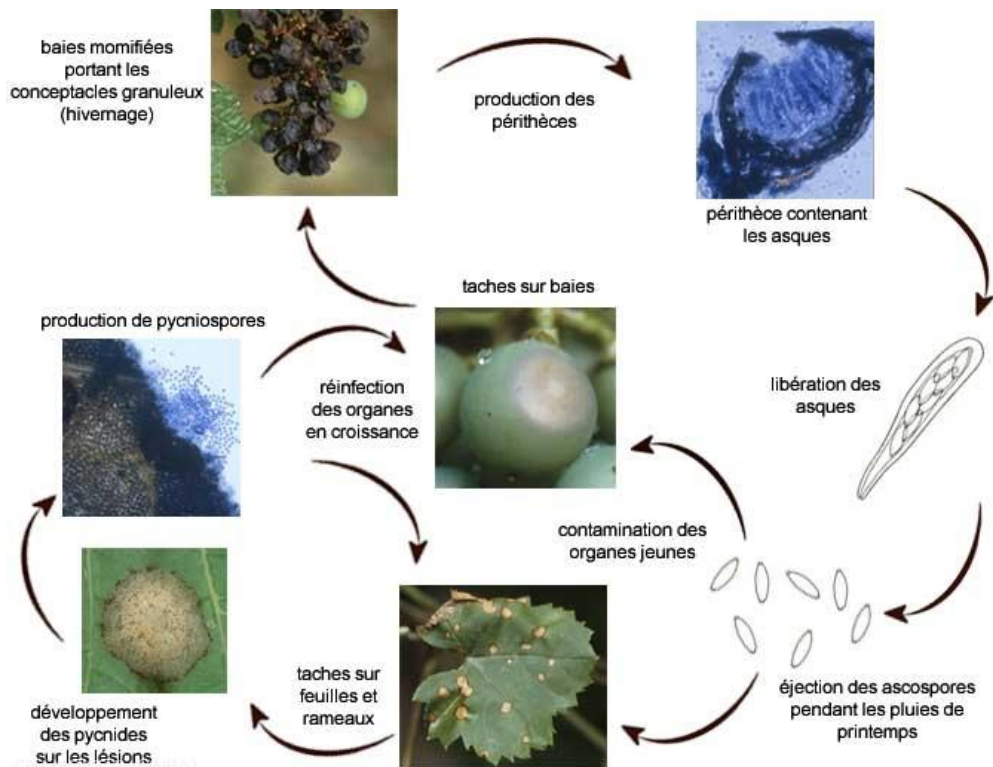 baies momifiées
portant les
conceptacles granuleux
(hivernage)
production des
périthèces
périthèce contenant
les asques
libération des
asques
éjection des ascospores
pendant les pluies de
printemps
contamination des
organes jeunes
taches sur baies
taches sur
feuilles et
rameaux
développement
des pycnides
sur les lésions
production de pycniospores
réinfection
des organes
en croissance